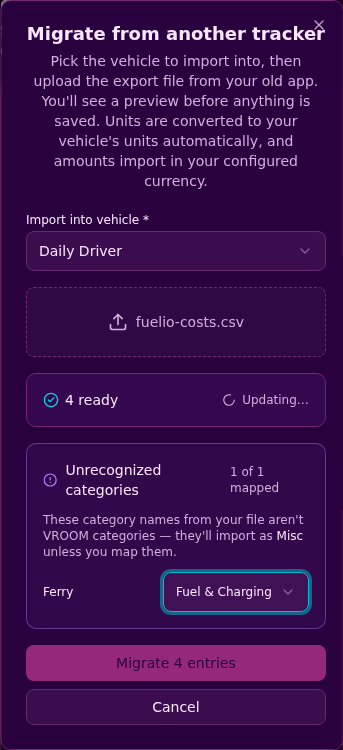 Migrate from another tracker
Pick the vehicle to import into, then
upload the export file from your old app.
You'll see a preview before anything is
saved. Units are converted to your
vehicle's units automatically, and
amounts import in your configured
currency.
Import into vehicle *
Daily Driver
fuelio-costs.csv
4 ready
Updating...
Unrecognized
categories
1 of 1
mapped
These category names from your file aren't
VROOM categories — they'll import as Misc
unless you map them.
Ferry
Fuel & Charging
Migrate 4 entries
Cancel